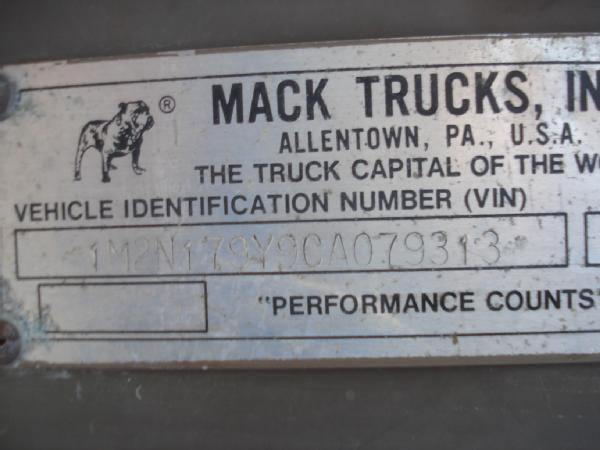 ®
MACK TRUCKS, IN
ALLENTOWN, PA., U.S.A.
THE TRUCK CAPITAL OF THE WO
VEHICLE IDENTIFICATION NUMBER (VIN)
1M2N179Y9CA079313
"PERFORMANCE COUNTS"